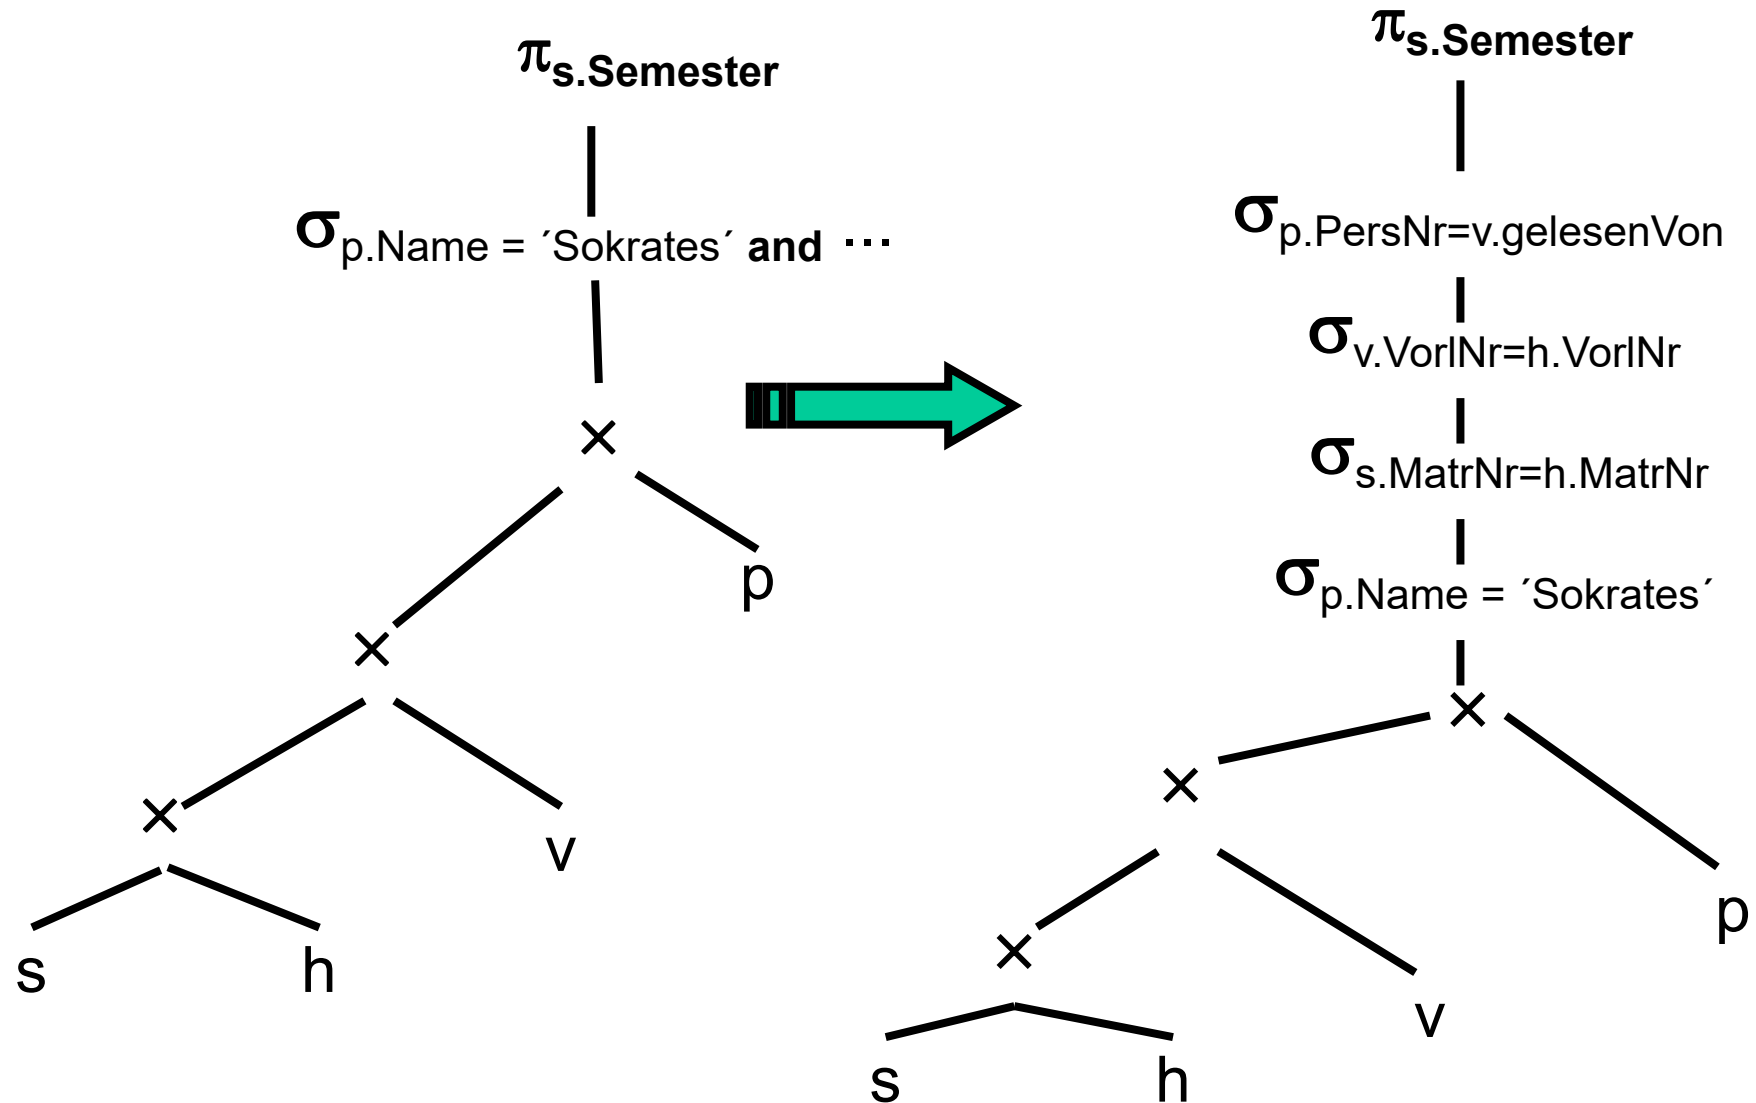 πs.Semester
σp.Name = ´Sokrates´ and ...
×
p
×
v
×
s
h
πs.Semester
σp.PersNr=v.gelesenVon
σv.VorlNr=h.VorlNr
σs.MatrNr=h.MatrNr
σp.Name = ´Sokrates´
×
p
×
v
×
s
h